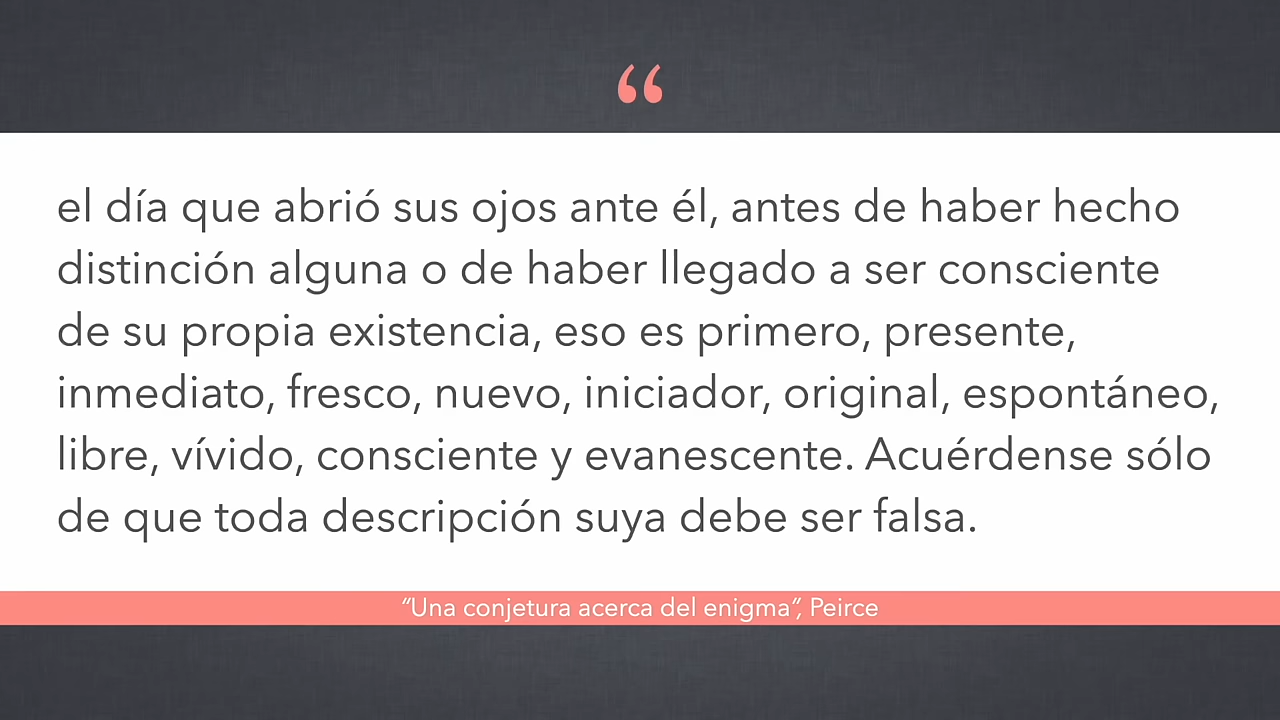 “
el día que abrió sus ojos ante él, antes de haber hecho
distinción alguna o de haber llegado a ser consciente
de su propia existencia, eso es primero, presente,
inmediato, fresco, nuevo, iniciador, original, espontáneo,
libre, vívido, consciente y evanescente. Acuérdense sólo
de que toda descripción suya debe ser falsa.
“Una conjetura acerca del enigma”, Peirce